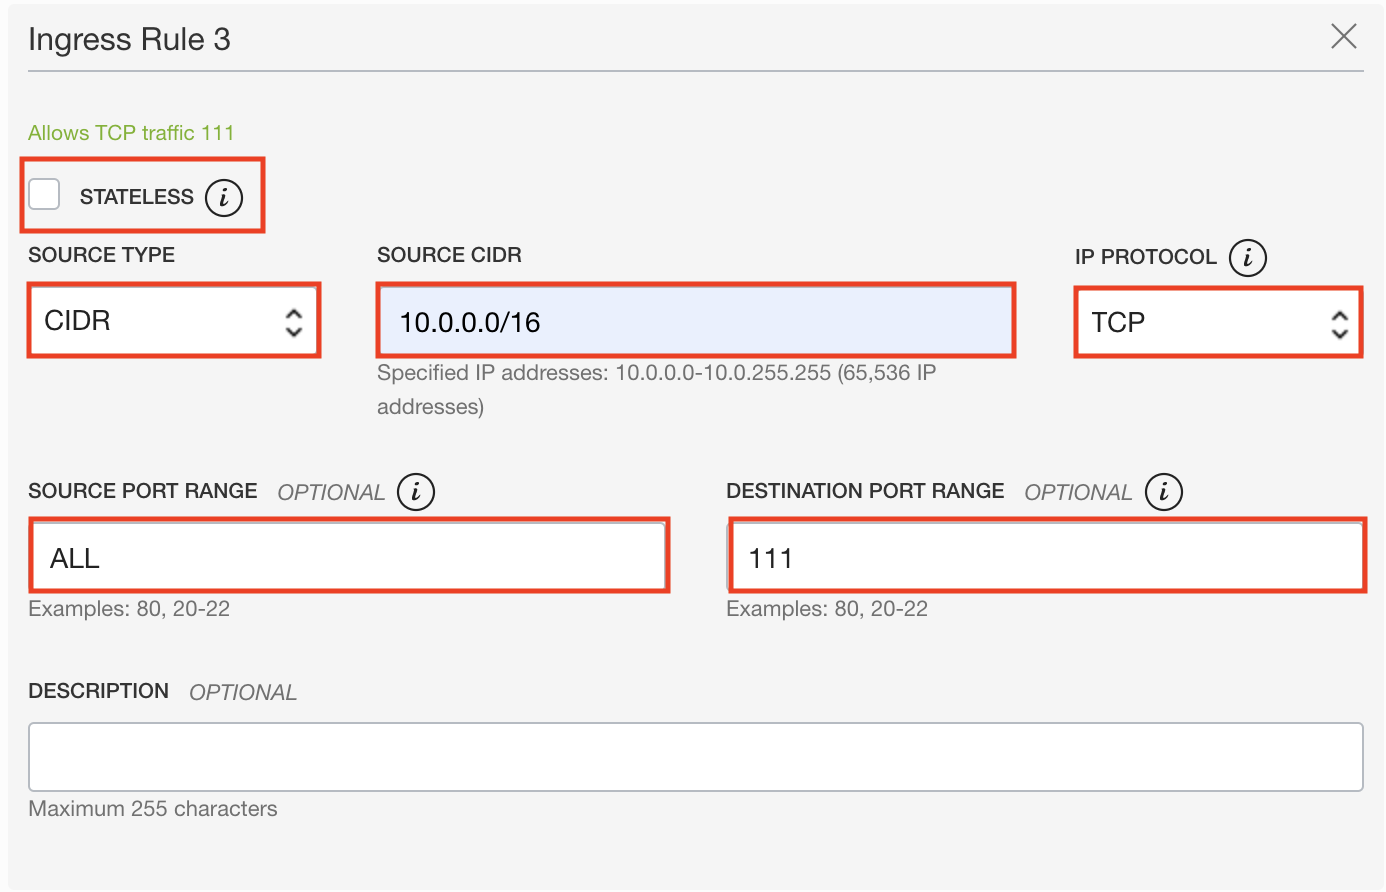 Ingress Rule 3
Allows TCP traffic 111
STATELESS i
SOURCE TYPE
SOURCE CIDR
IP PROTOCOL i
CIDR
10.0.0.0/16
TCP
Specified IP addresses: 10.0.0.0-10.0.255.255 (65,536 IP
addresses)
SOURCE PORT RANGE OPTIONAL i
DESTINATION PORT RANGE OPTIONAL i
ALL
111
Examples: 80, 20-22
Examples: 80, 20-22
DESCRIPTION OPTIONAL
Maximum 255 characters